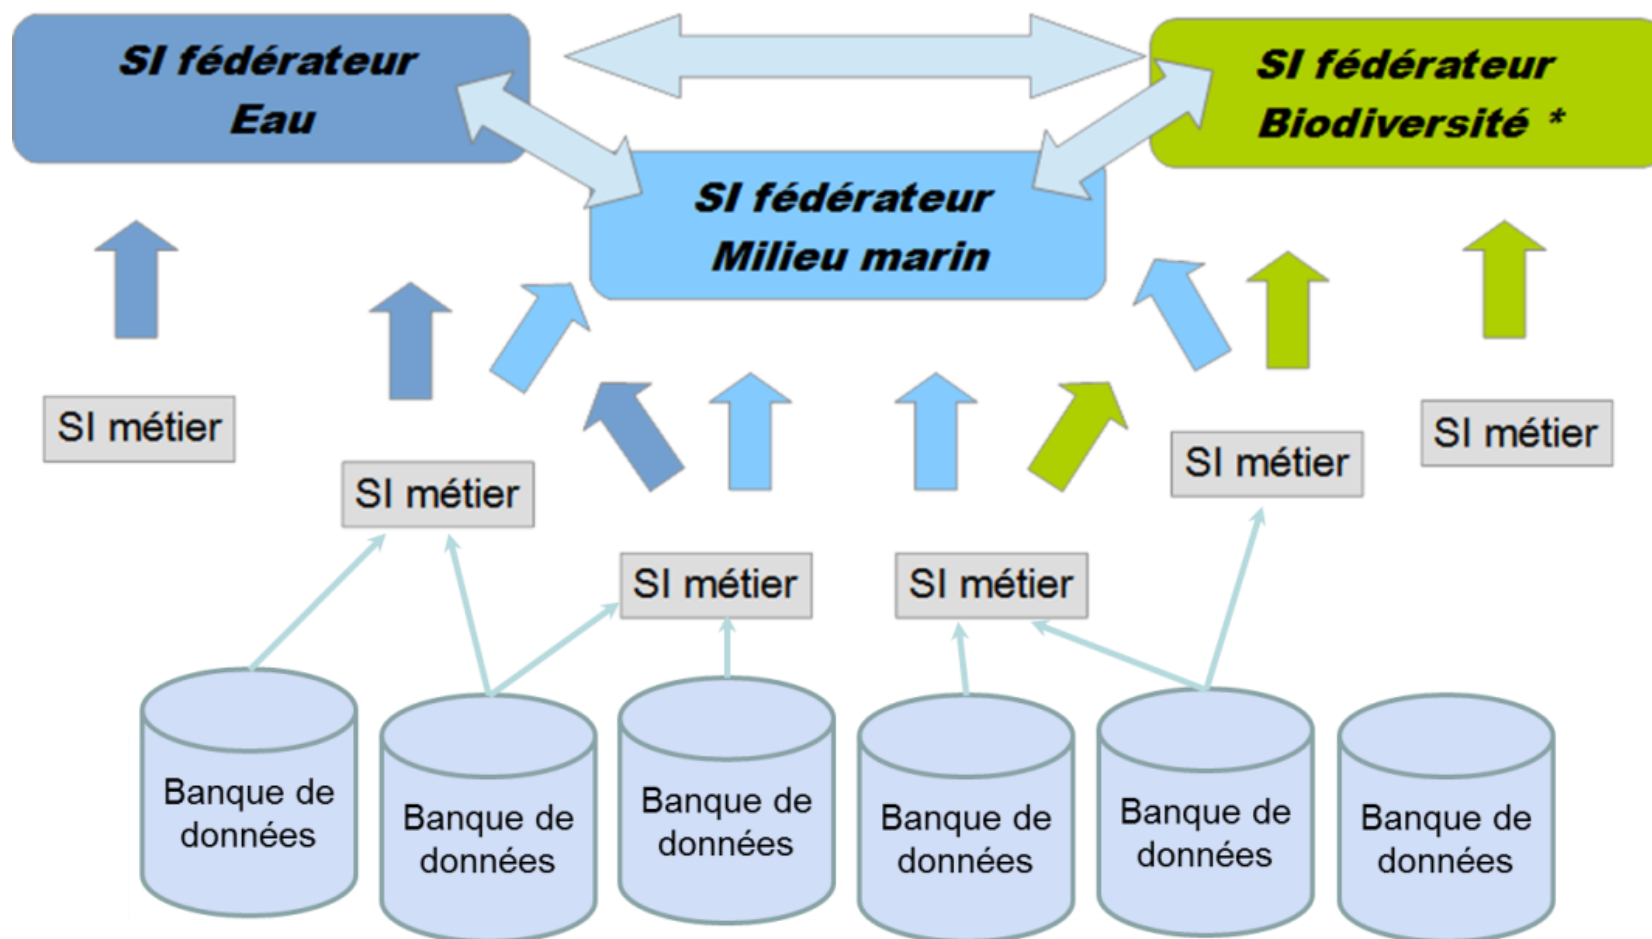 SI fédérateur
Eau
SI fédérateur
Biodiversité *
SI fédérateur
Milieu marin
SI métier
SI métier
SI métier
SI métier
SI métier
SI métier
Banque de
données
Banque de
données
Banque de
données
Banque de
données
Banque de
données
Banque de
données